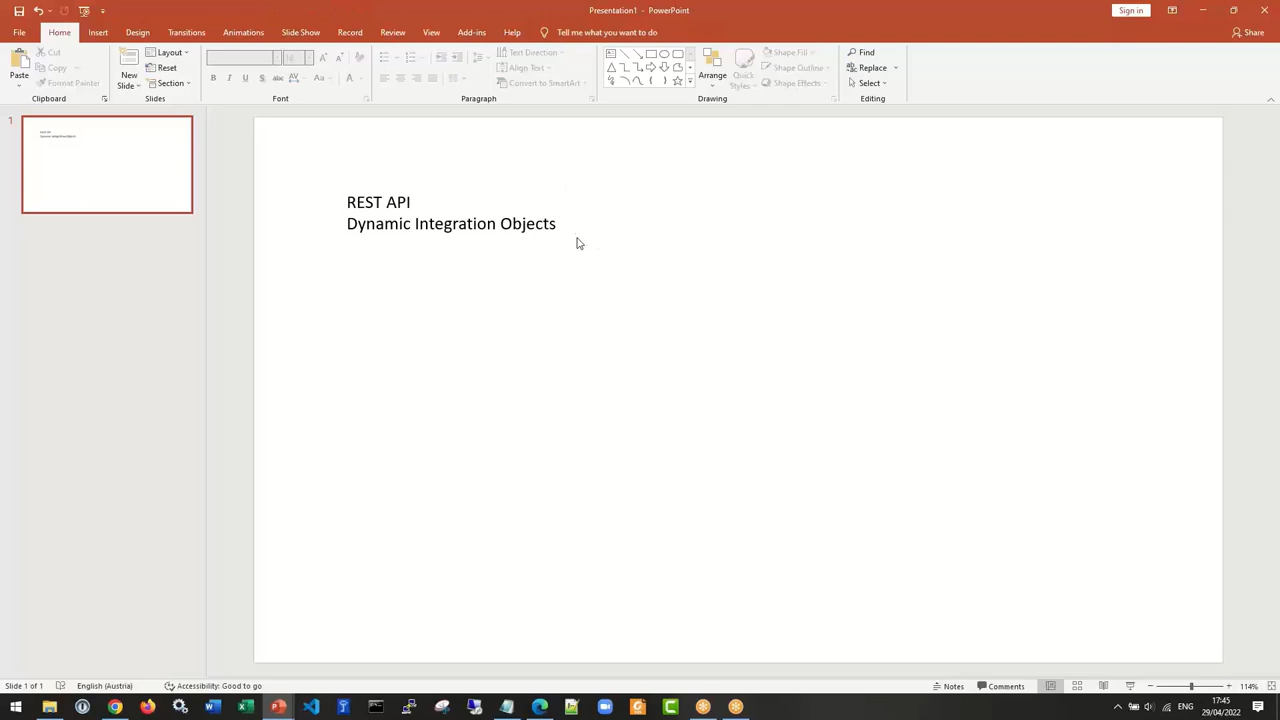 Presentation1 - PowerPoint
Sign in
File Home Insert Design Transitions Animations Slide Show Record Review View Add-ins Help Tell me what you want to do
Share
Paste
Cut
Copy
Format Painter
Clipboard
New
Slide
Layout
Reset
Section
Slides
Font
Text Direction
Align Text
Convert to SmartArt
Paragraph
Arrange
Quick
Styles
Shape Fill
Shape Outline
Shape Effects
Drawing
Find
Replace
Select
Editing
1
REST API
Dynamic Integration Objects
Slide 1 of 1
English (Austria)
Accessibility: Good to go
Notes
Comments
114%
ENG
17:45
29/04/2022